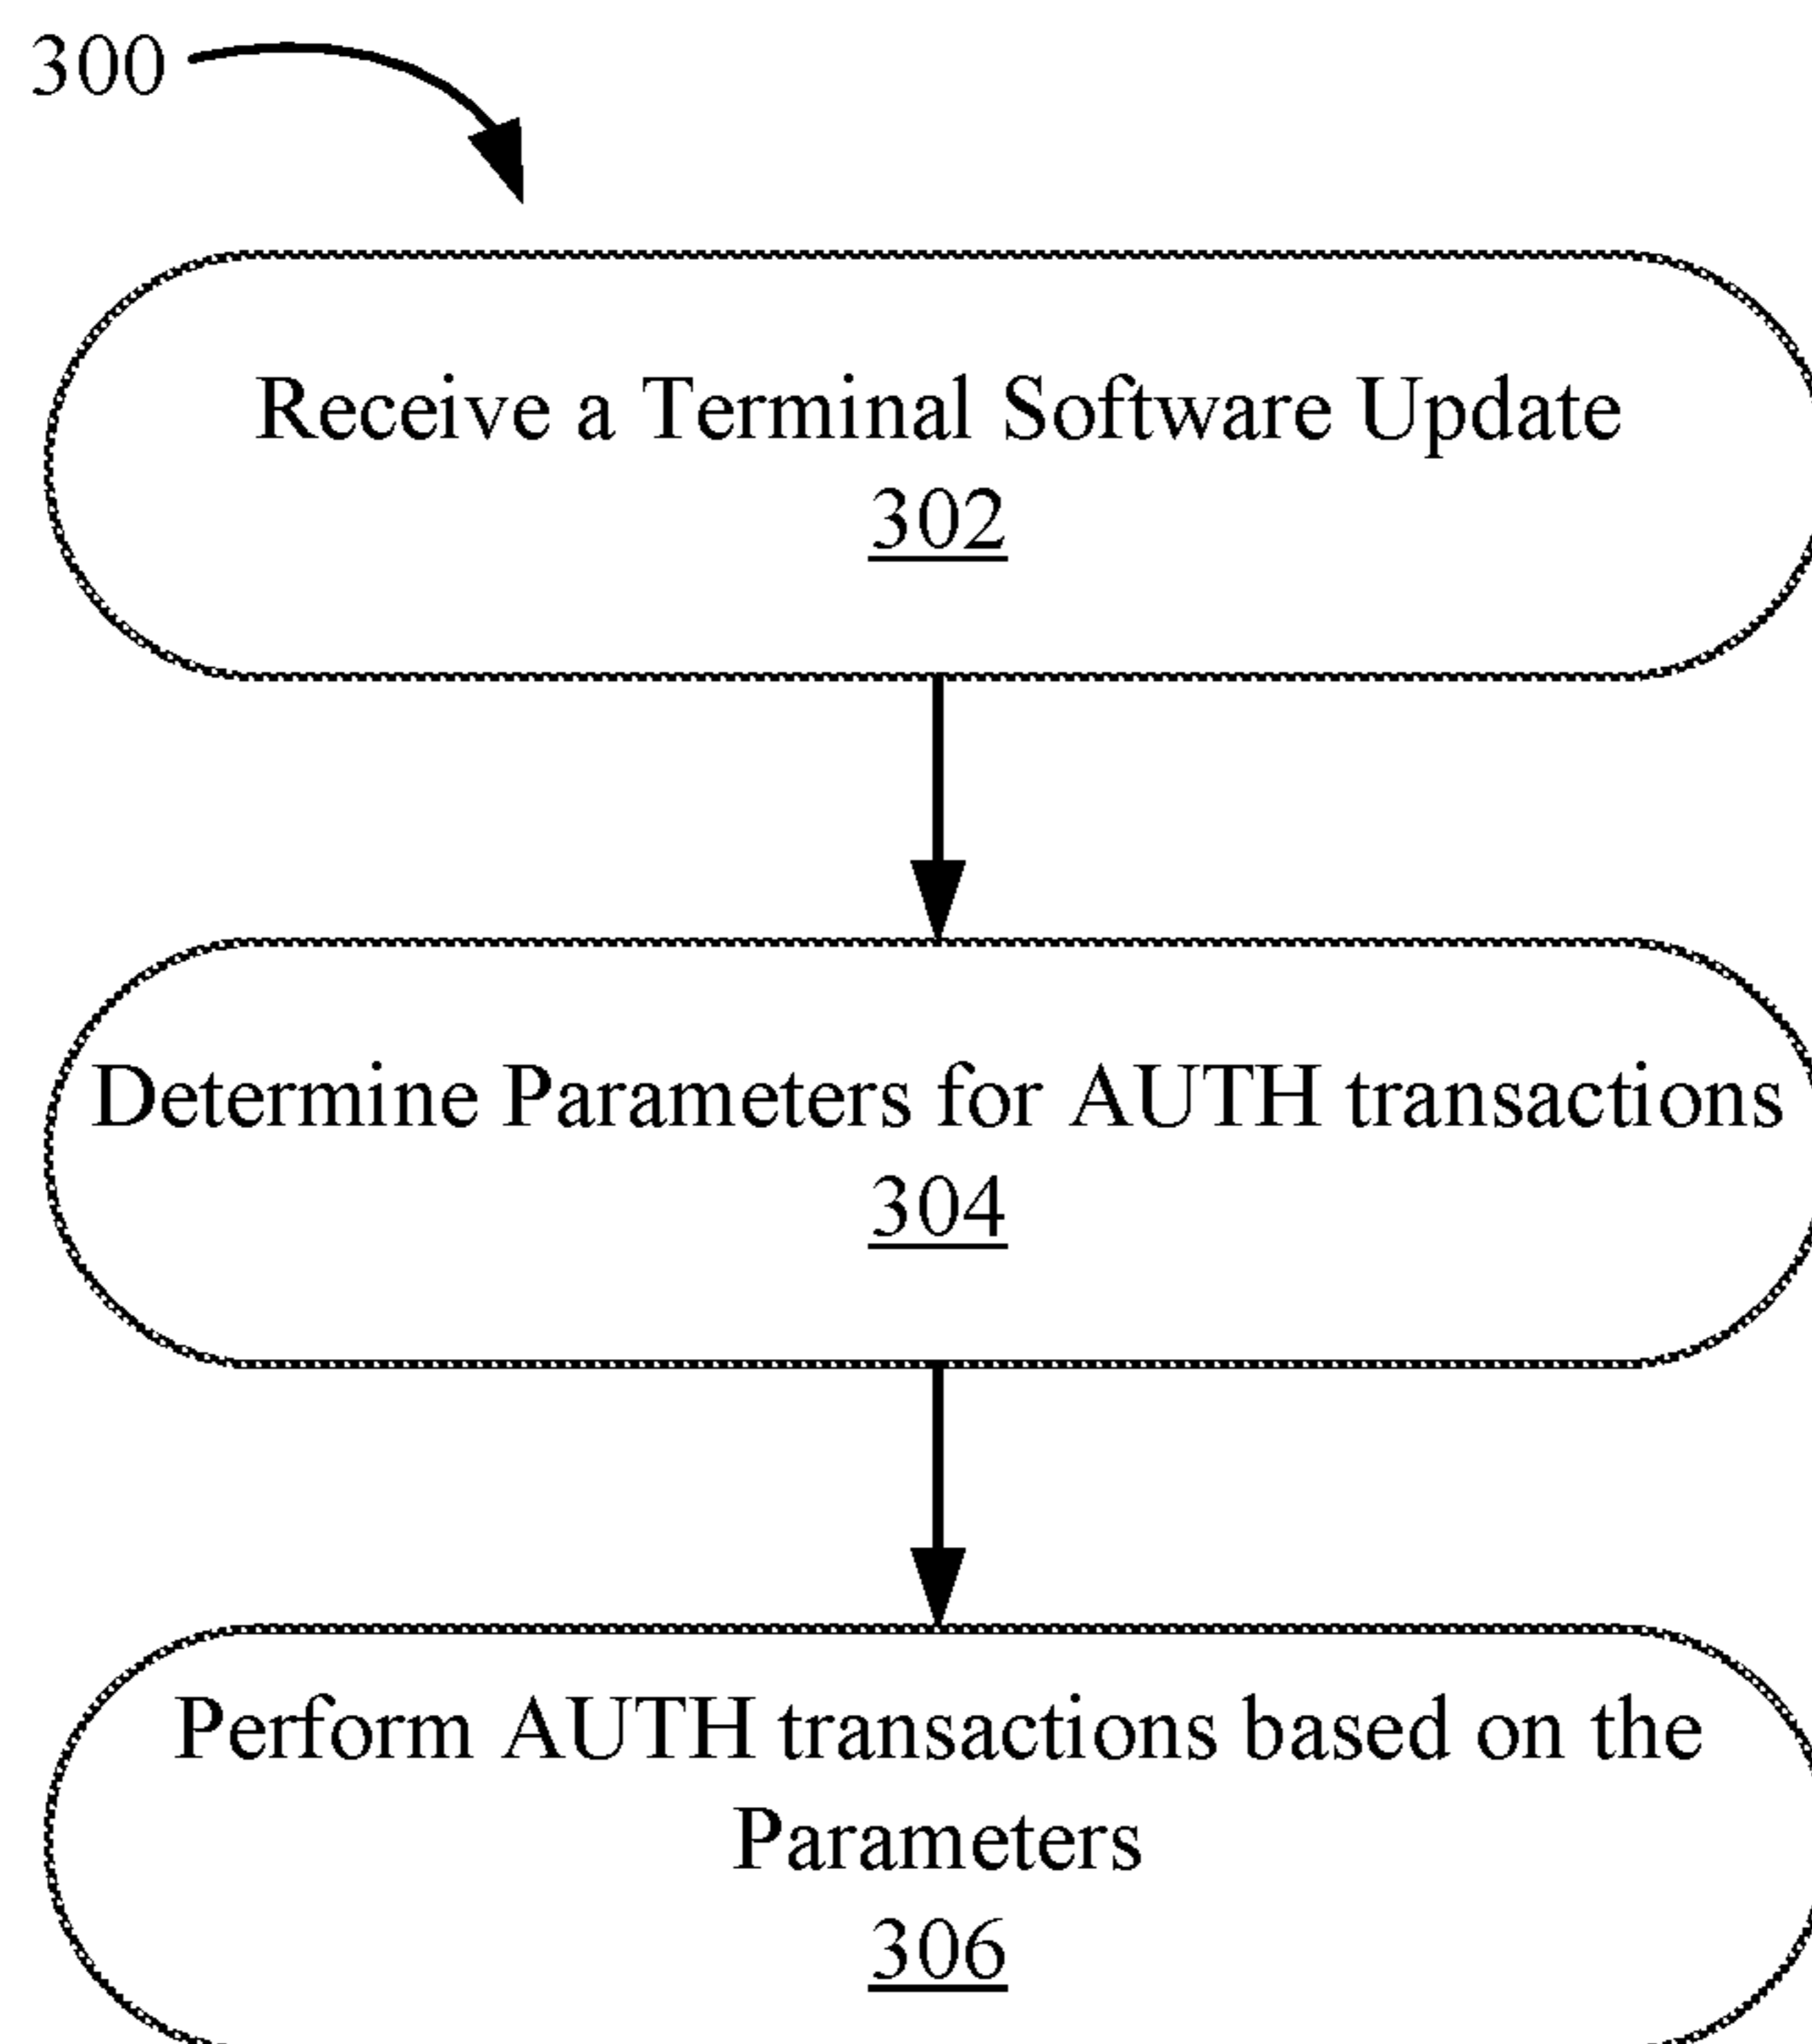 300
Receive a Terminal Software Update
302
Determine Parameters for AUTH transactions
304
Perform AUTH transactions based on the
Parameters
306